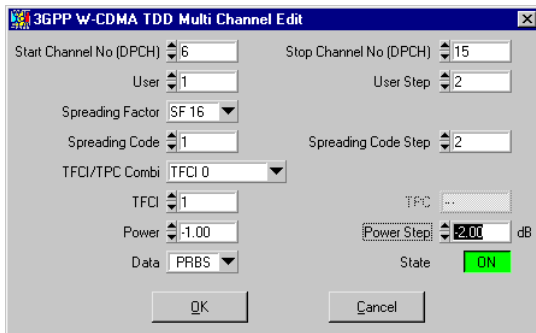 3GPP W-CDMA TDD Multi Channel Edit
Start Channel No (DPCH) 6 Stop Channel No (DPCH) 15
User 1 User Step 2
Spreading Factor SF 16
Spreading Code 1 Spreading Code Step 2
TFCI/TPC Combi TFCI 0
TFCI 1 TPC ---
Power -1.00 Power Step -2.00 dB
Data PRBS State ON
OK Cancel